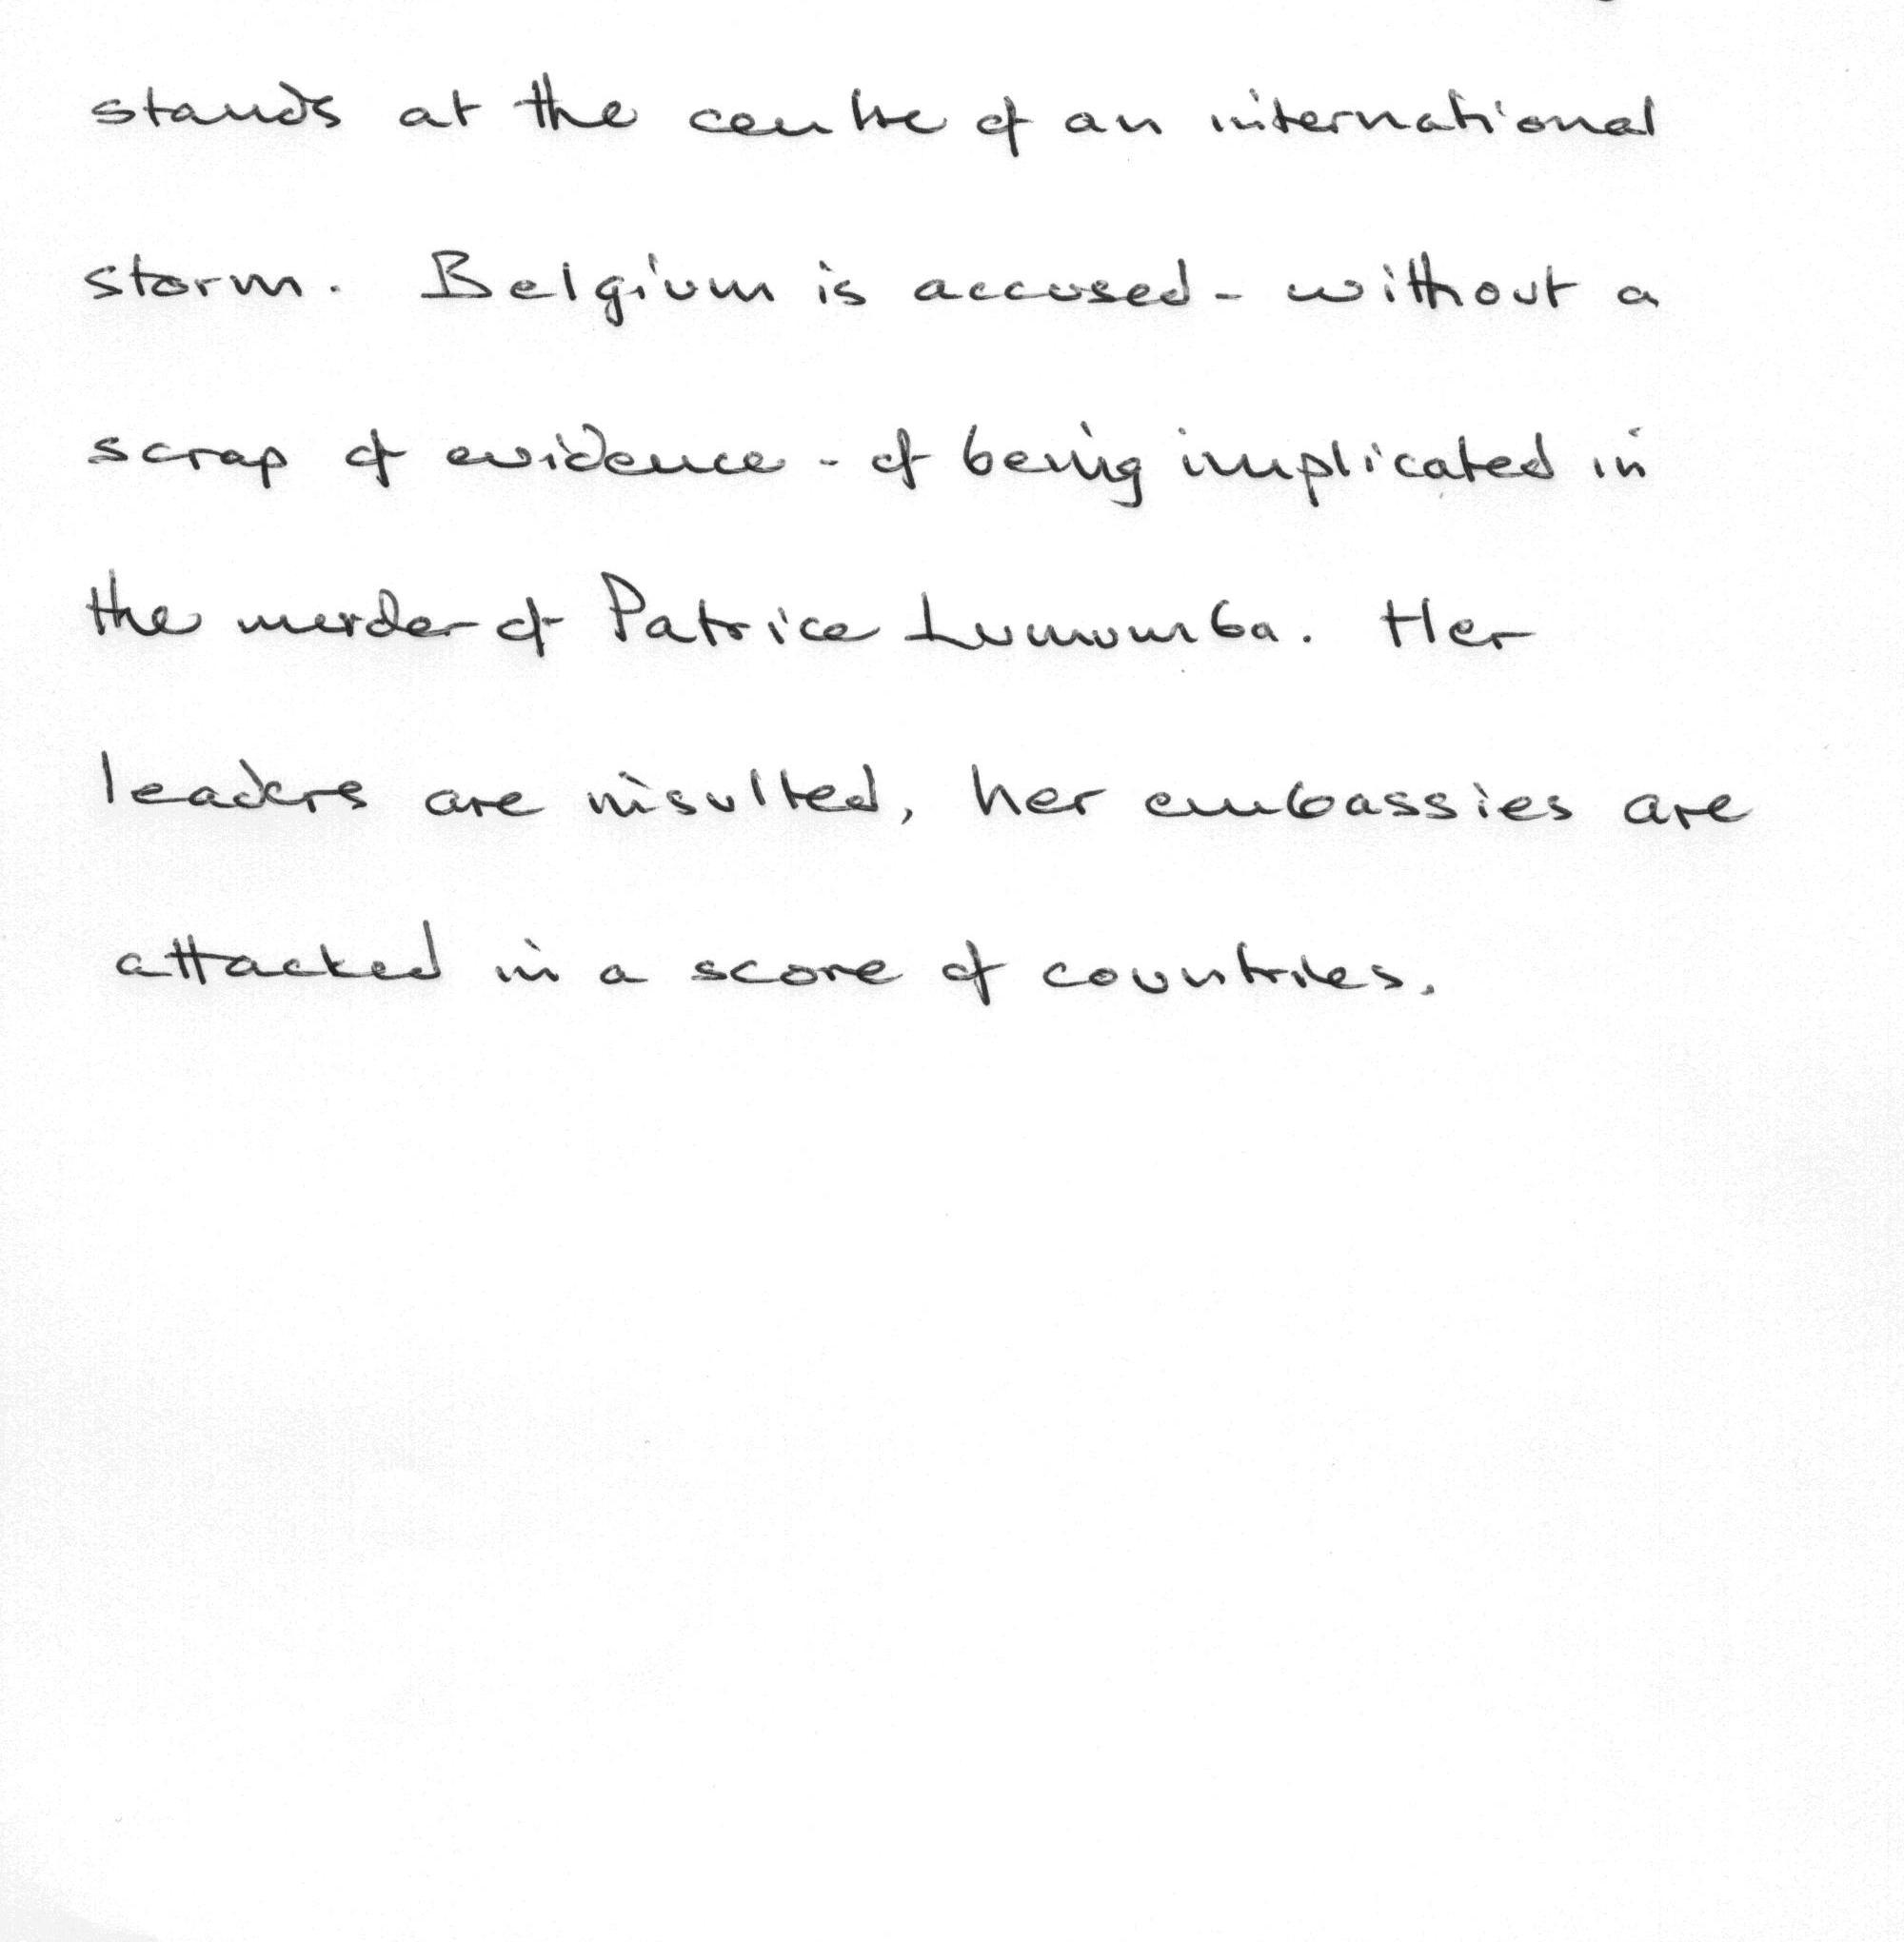 stands at the centre of an international
storm. Belgium is accused - without a
scrap of evidence - of being implicated in
the murder of Patrice Lumumba. Her
leaders are insulted, her embassies are
attacked in a score of countries.